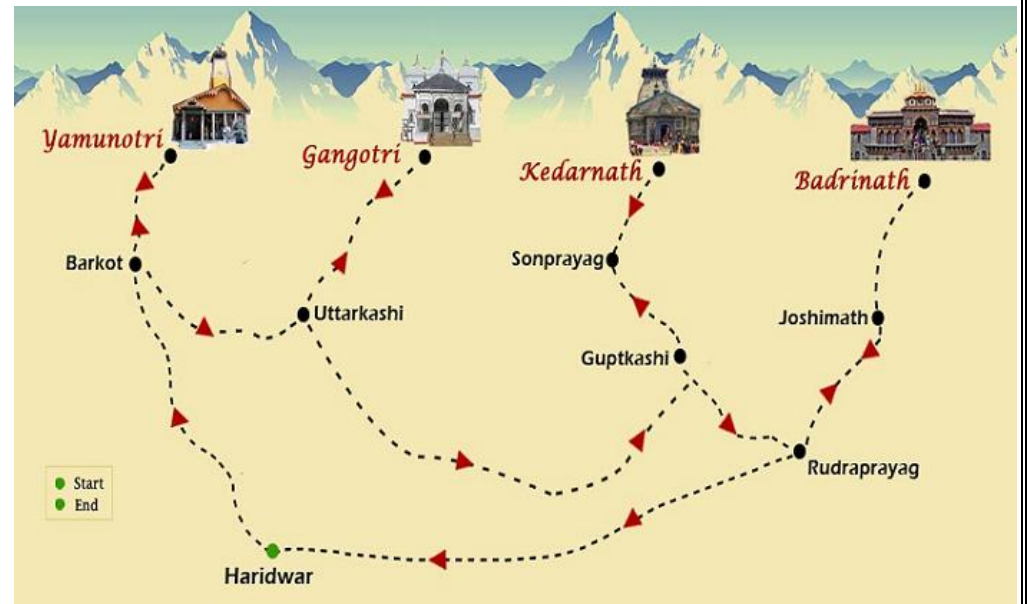 Yamunotri
Gangotri
Kedarnath
Badrinath
Barkot
Sonprayag
Uttarkashi
Joshimath
Guptkashi
Rudraprayag
Start
End
Haridwar